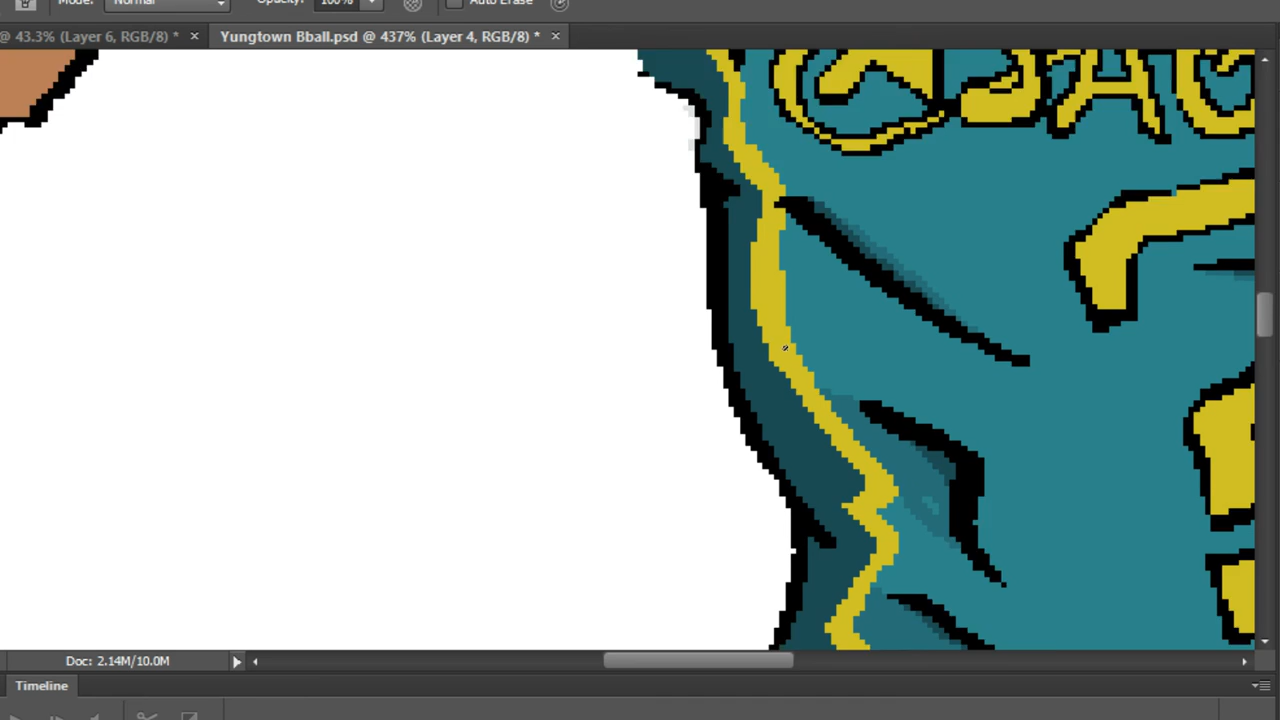 Mode: Normal Opacity: 100% Auto Erase
@ 43.3% (Layer 6, RGB/8) * × Yungtown Bball.psd @ 437% (Layer 4, RGB/8) * ×
SAC
Doc: 2.14M/10.0M
Timeline